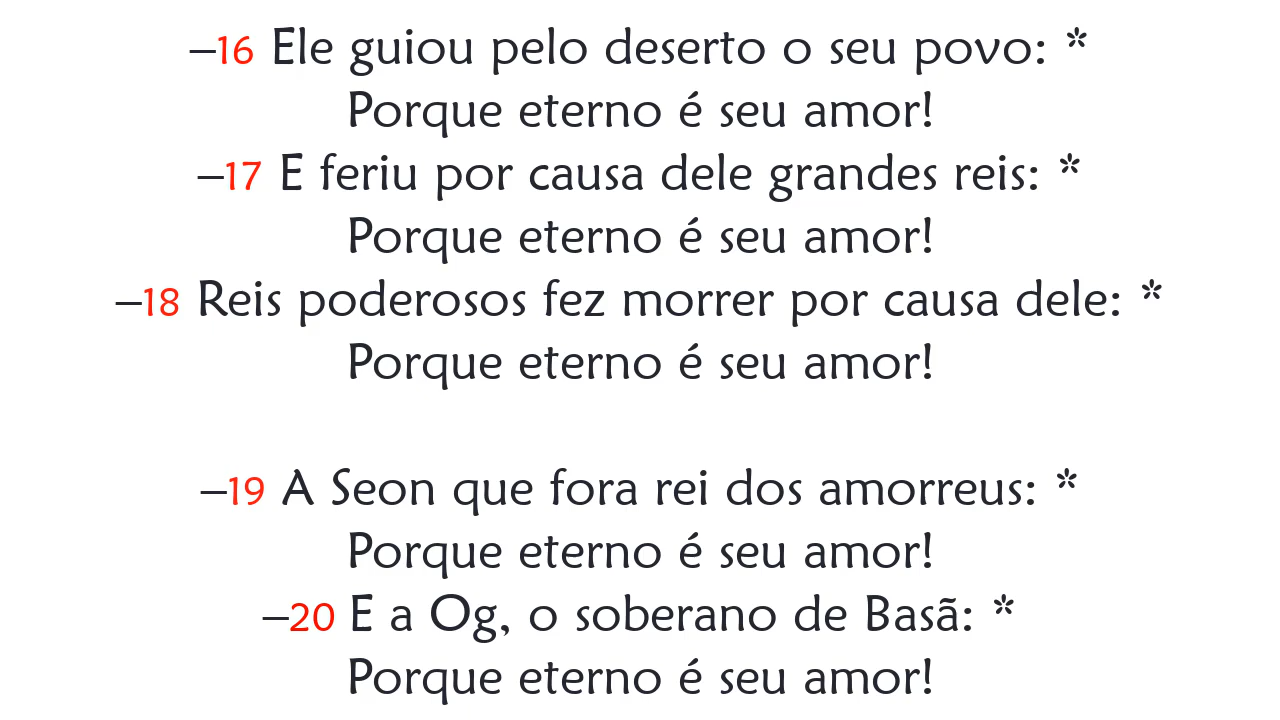 –16 Ele guiou pelo deserto o seu povo: *
Porque eterno é seu amor!
–17 E feriu por causa dele grandes reis: *
Porque eterno é seu amor!
–18 Reis poderosos fez morrer por causa dele: *
Porque eterno é seu amor!
–19 A Seon que fora rei dos amorreus: *
Porque eterno é seu amor!
–20 E a Og, o soberano de Basã: *
Porque eterno é seu amor!